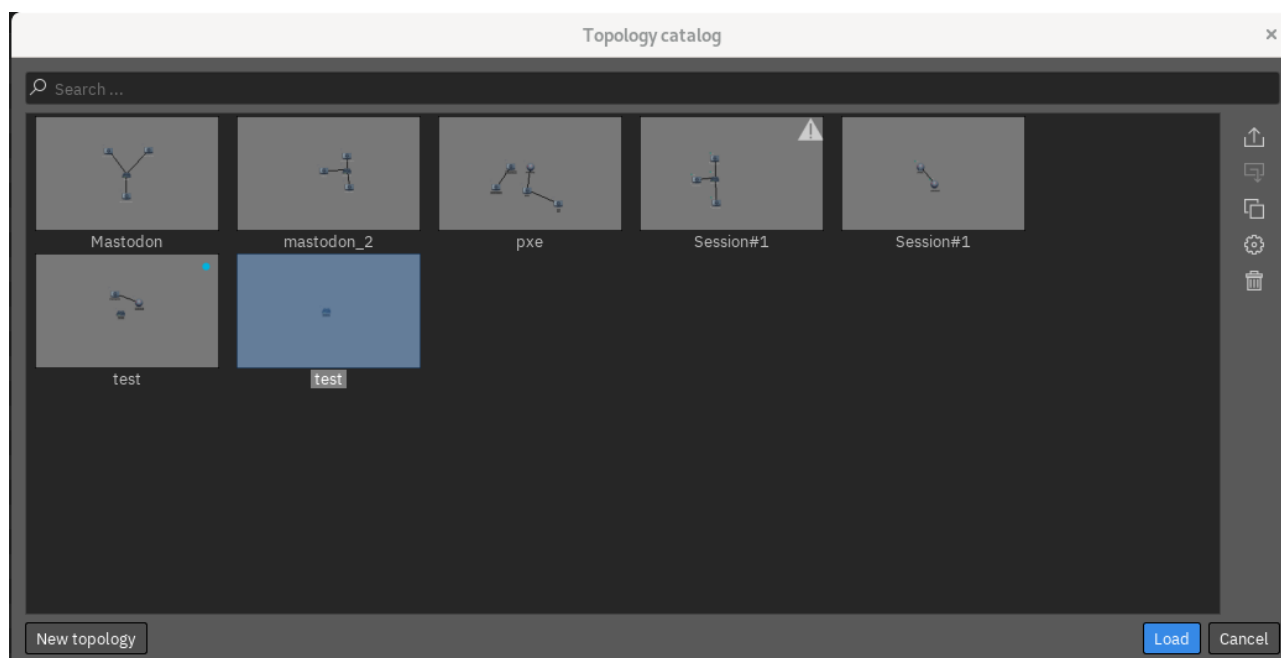 Topology catalog
Search ...
Mastodon
mastodon_2
pxe
Session#1
Session#1
test
test
New topology
Load
Cancel